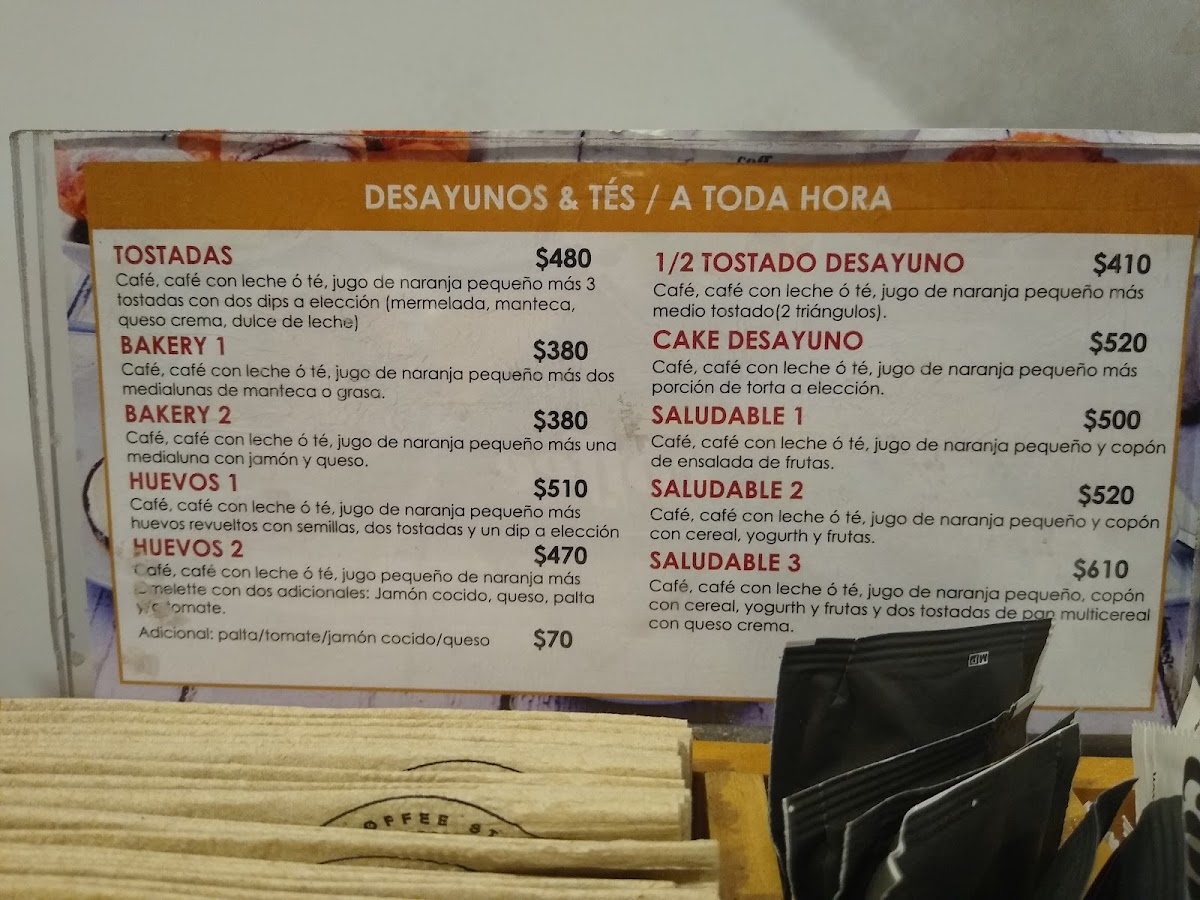 DESAYUNOS & TÉS / A TODA HORA
TOSTADAS $480
Café, café con leche ó té, jugo de naranja pequeño más 3
tostadas con dos dips a elección (mermelada, manteca,
queso crema, dulce de leche)
BAKERY 1 $380
Café, café con leche ó té, jugo de naranja pequeño más dos
medialunas de manteca o grasa.
BAKERY 2 $380
Café, café con leche ó té, jugo de naranja pequeño más una
medialuna con jamón y queso.
HUEVOS 1 $510
Café, café con leche ó té, jugo de naranja pequeño más
huevos revueltos con semillas, dos tostadas y un dip a elección
HUEVOS 2 $470
Café, café con leche ó té, jugo pequeño de naranja más
Omelette con dos adicionales: Jamón cocido, queso, palta
y/o tomate.
Adicional: palta/tomate/jamón cocido/queso $70
1/2 TOSTADO DESAYUNO $410
Café, café con leche ó té, jugo de naranja pequeño más
medio tostado(2 triángulos).
CAKE DESAYUNO $520
Café, café con leche ó té, jugo de naranja pequeño más
porción de torta a elección.
SALUDABLE 1 $500
Café, café con leche ó té, jugo de naranja pequeño y copón
de ensalada de frutas.
SALUDABLE 2 $520
Café, café con leche ó té, jugo de naranja pequeño y copón
con cereal, yogurth y frutas.
SALUDABLE 3 $610
Café, café con leche ó té, jugo de naranja pequeño, copón
con cereal, yogurth y frutas y dos tostadas de pan multicereal
con queso crema.